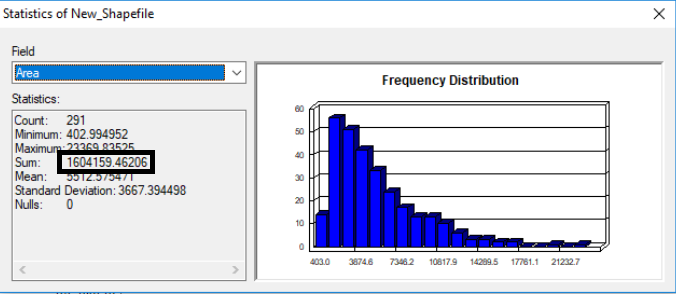 Statistics of New_Shapefile
Field
Area
Statistics:
Count: 291
Minimum: 402.994952
Maximum: 23369.83525
Sum: 1604159.46206
Mean: 5512.575471
Standard Deviation: 3667.394498
Nulls: 0
Frequency Distribution
60
50
40
30
20
10
0
403.0 3874.6 7346.2 10817.9 14289.5 17761.1 21232.7